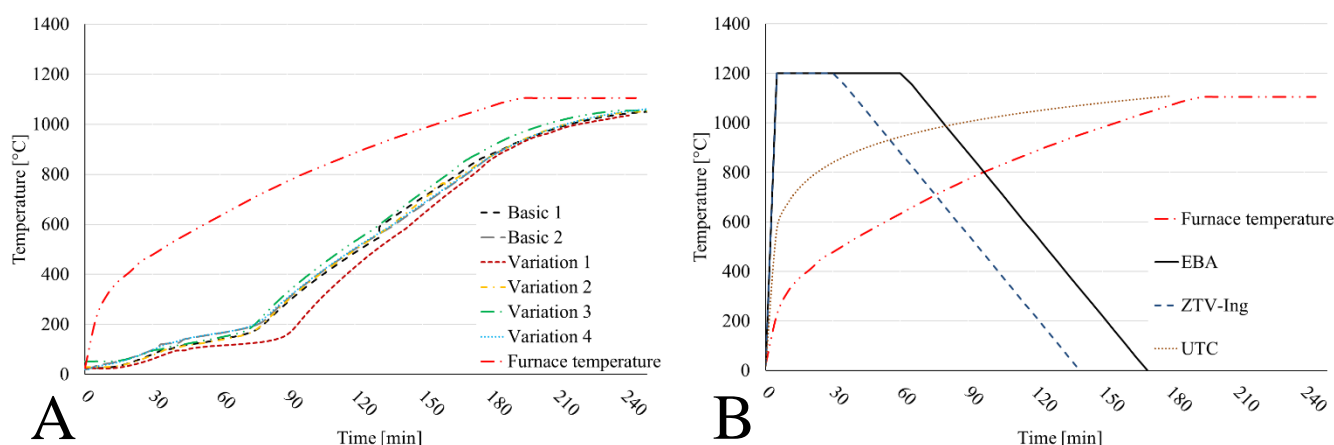 1400
1200
1000
800
600
400
200
0
Temperature [°C]
0
30
60
90
120
150
180
210
240
Time [min]
Basic 1
Basic 2
Variation 1
Variation 2
Variation 3
Variation 4
Furnace temperature
A
1400
1200
1000
800
600
400
200
0
Temperature [°C]
0
30
60
90
120
150
180
210
240
Time [min]
Furnace temperature
EBA
ZTV-Ing
UTC
B